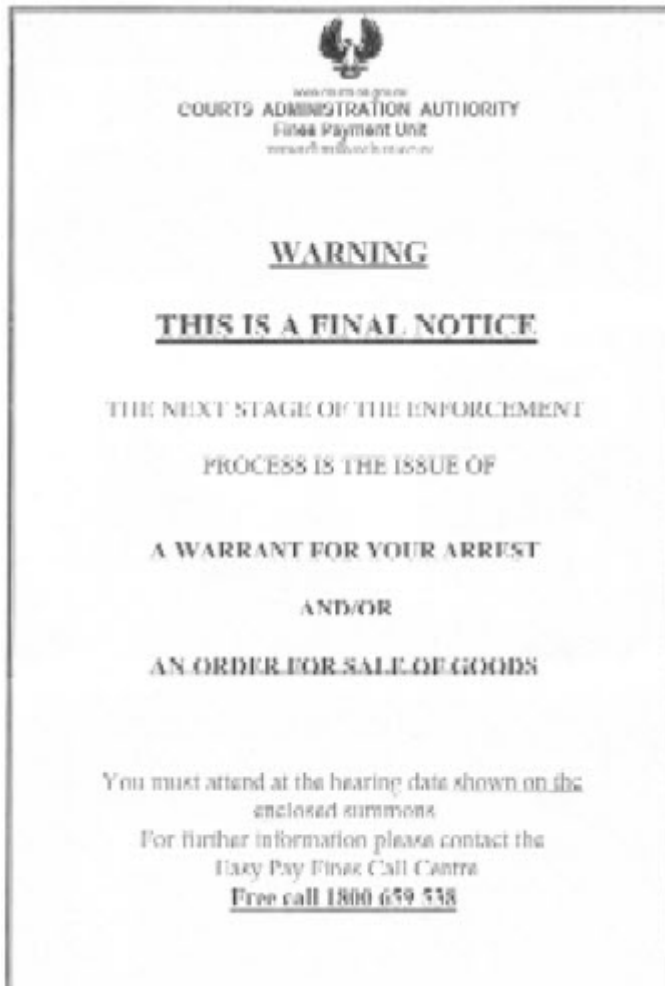 COURTS ADMINISTRATION AUTHORITY
Fines Payment Unit
WARNING
THIS IS A FINAL NOTICE
THE NEXT STAGE OF THE ENFORCEMENT
PROCESS IS THE ISSUE OF
A WARRANT FOR YOUR ARREST
AND/OR
AN ORDER FOR SALE OF GOODS
You must attend at the hearing date shown on the
enclosed summons
For further information please contact the
Easy Pay Fines Call Centre
Free call 1800 659 538